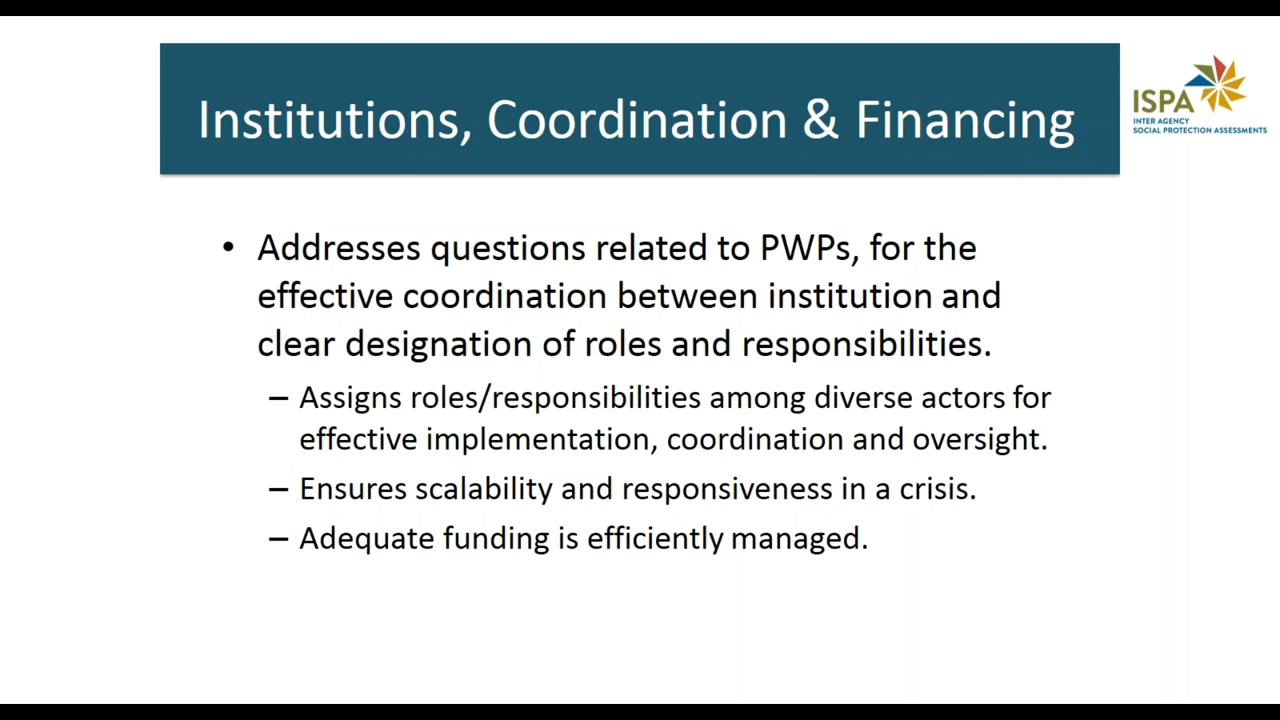 Institutions, Coordination & Financing
ISPA
INTER AGENCY
SOCIAL PROTECTION ASSESSMENTS
• Addresses questions related to PWPs, for the
effective coordination between institution and
clear designation of roles and responsibilities.
– Assigns roles/responsibilities among diverse actors for
effective implementation, coordination and oversight.
– Ensures scalability and responsiveness in a crisis.
– Adequate funding is efficiently managed.